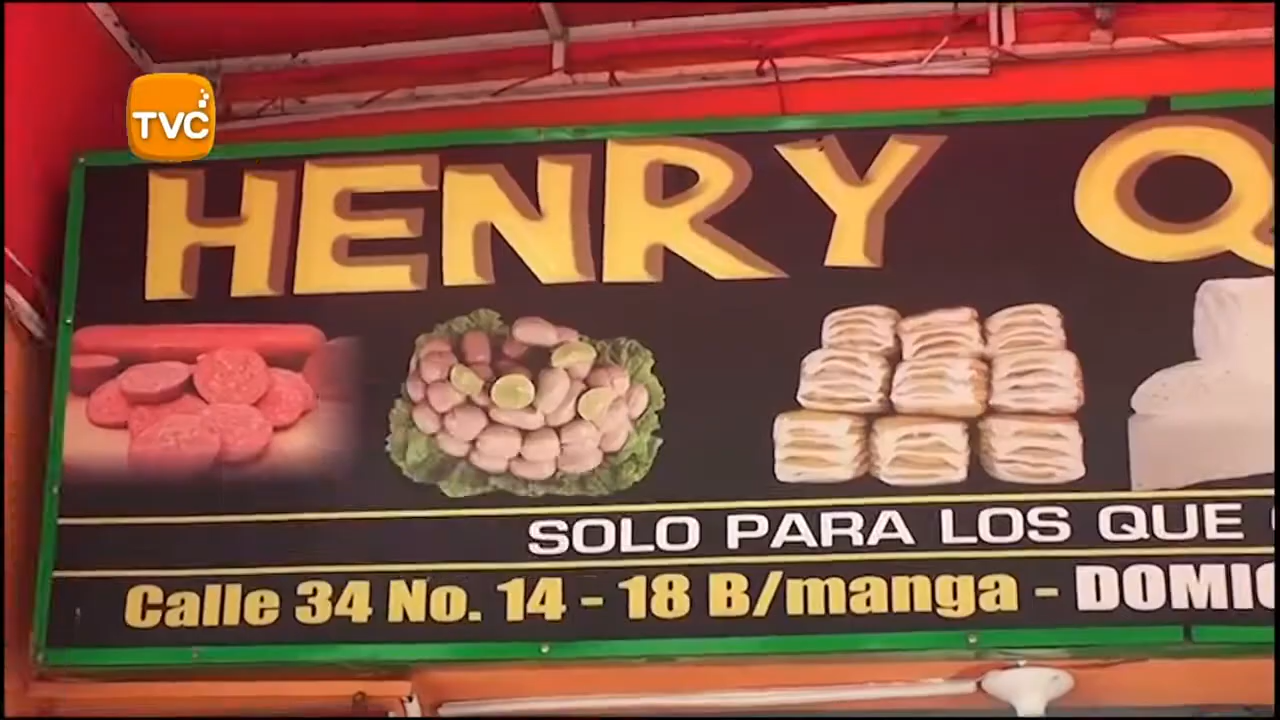 TVC
HENRY Q
SOLO PARA LOS QUE
Calle 34 No. 14 - 18 B/manga - DOMIC